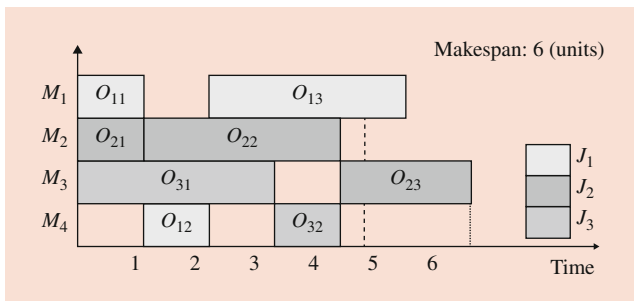 Makespan: 6 (units)
M₁ O₁₁ O₁₃
M₂ O₂₁ O₂₂
M₃ O₃₁ O₂₃
M₄ O₁₂ O₃₂
J₁
J₂
J₃
1 2 3 4 5 6 Time